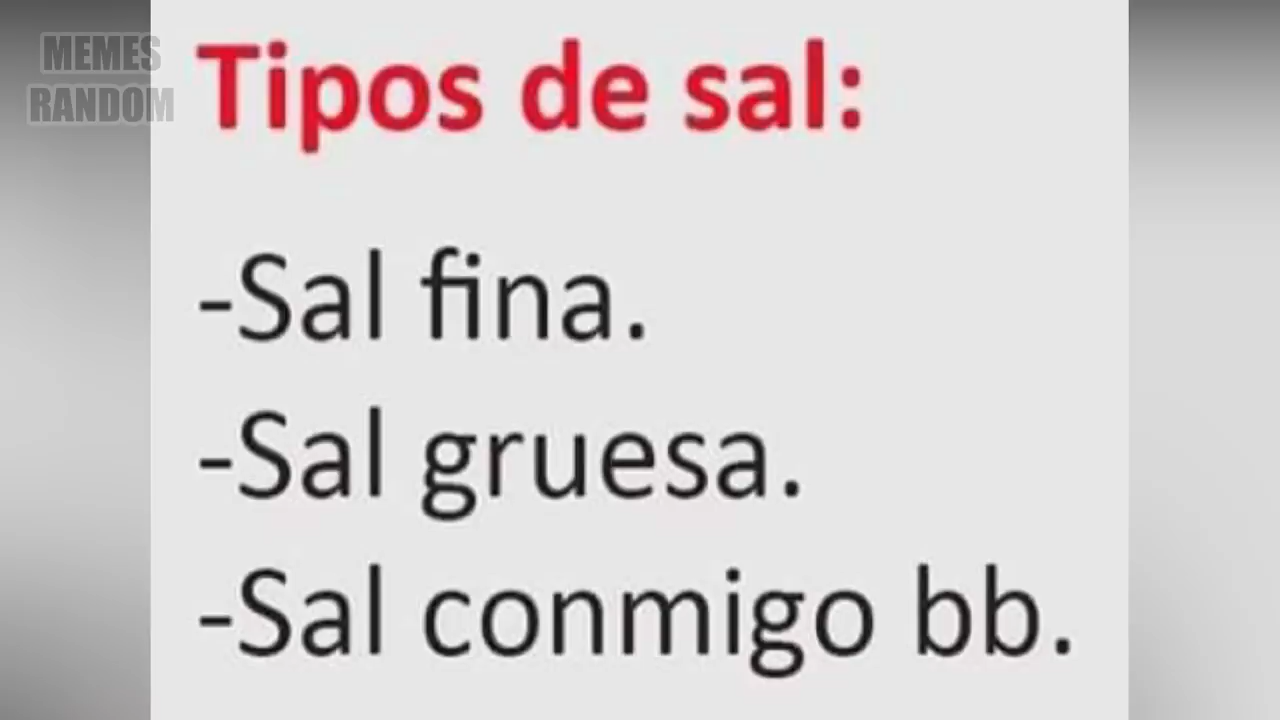 MEMES
RANDOM
Tipos de sal:
-Sal fina.
-Sal gruesa.
-Sal conmigo bb.